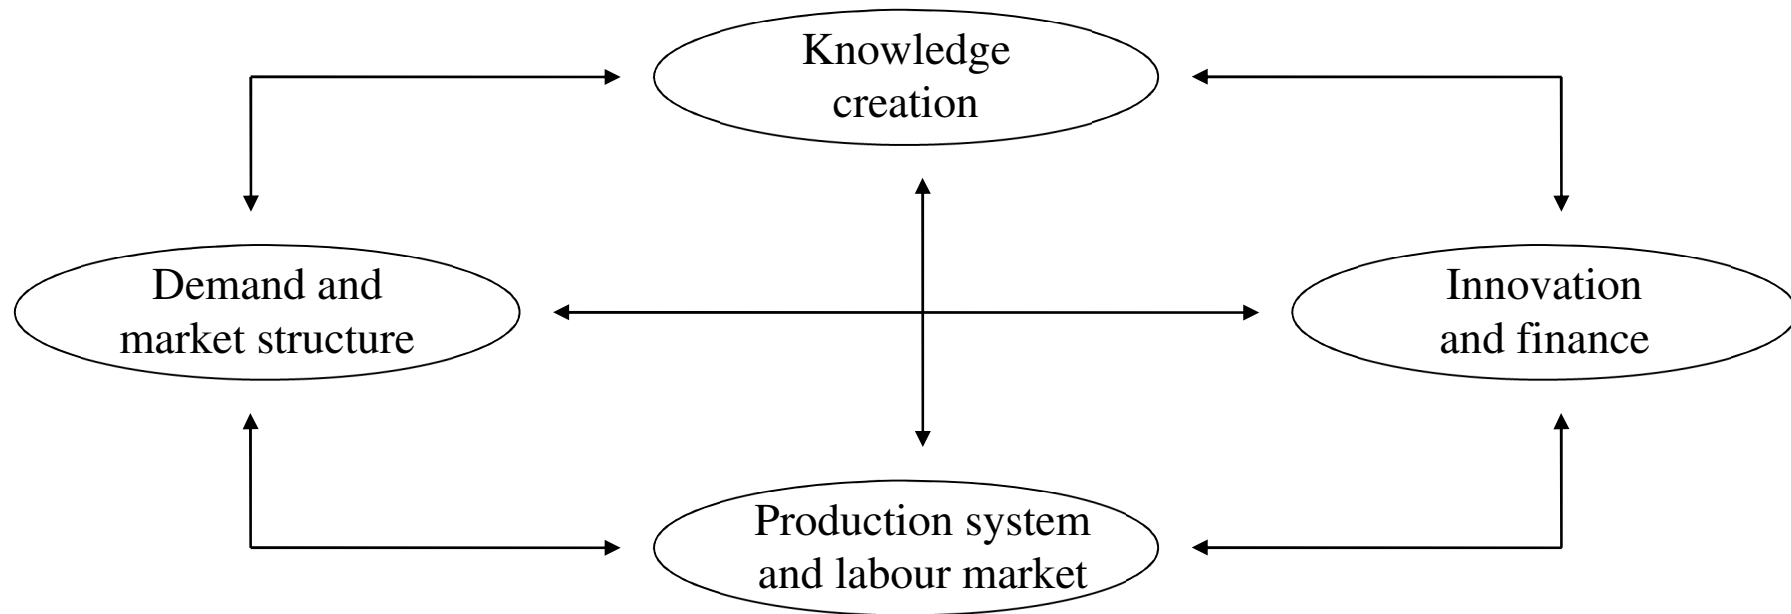 Knowledge
creation
Demand and
market structure
Innovation
and finance
Production system
and labour market